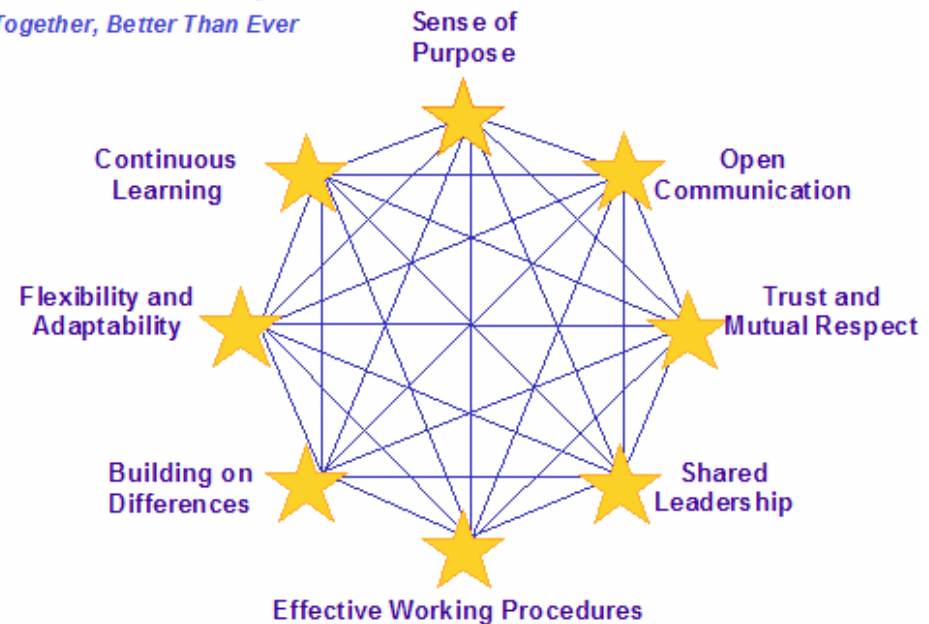 Together, Better Than Ever
Sense of
Purpose
Continuous
Learning
Open
Communication
Flexibility and
Adaptability
Trust and
Mutual Respect
Building on
Differences
Shared
Leadership
Effective Working Procedures